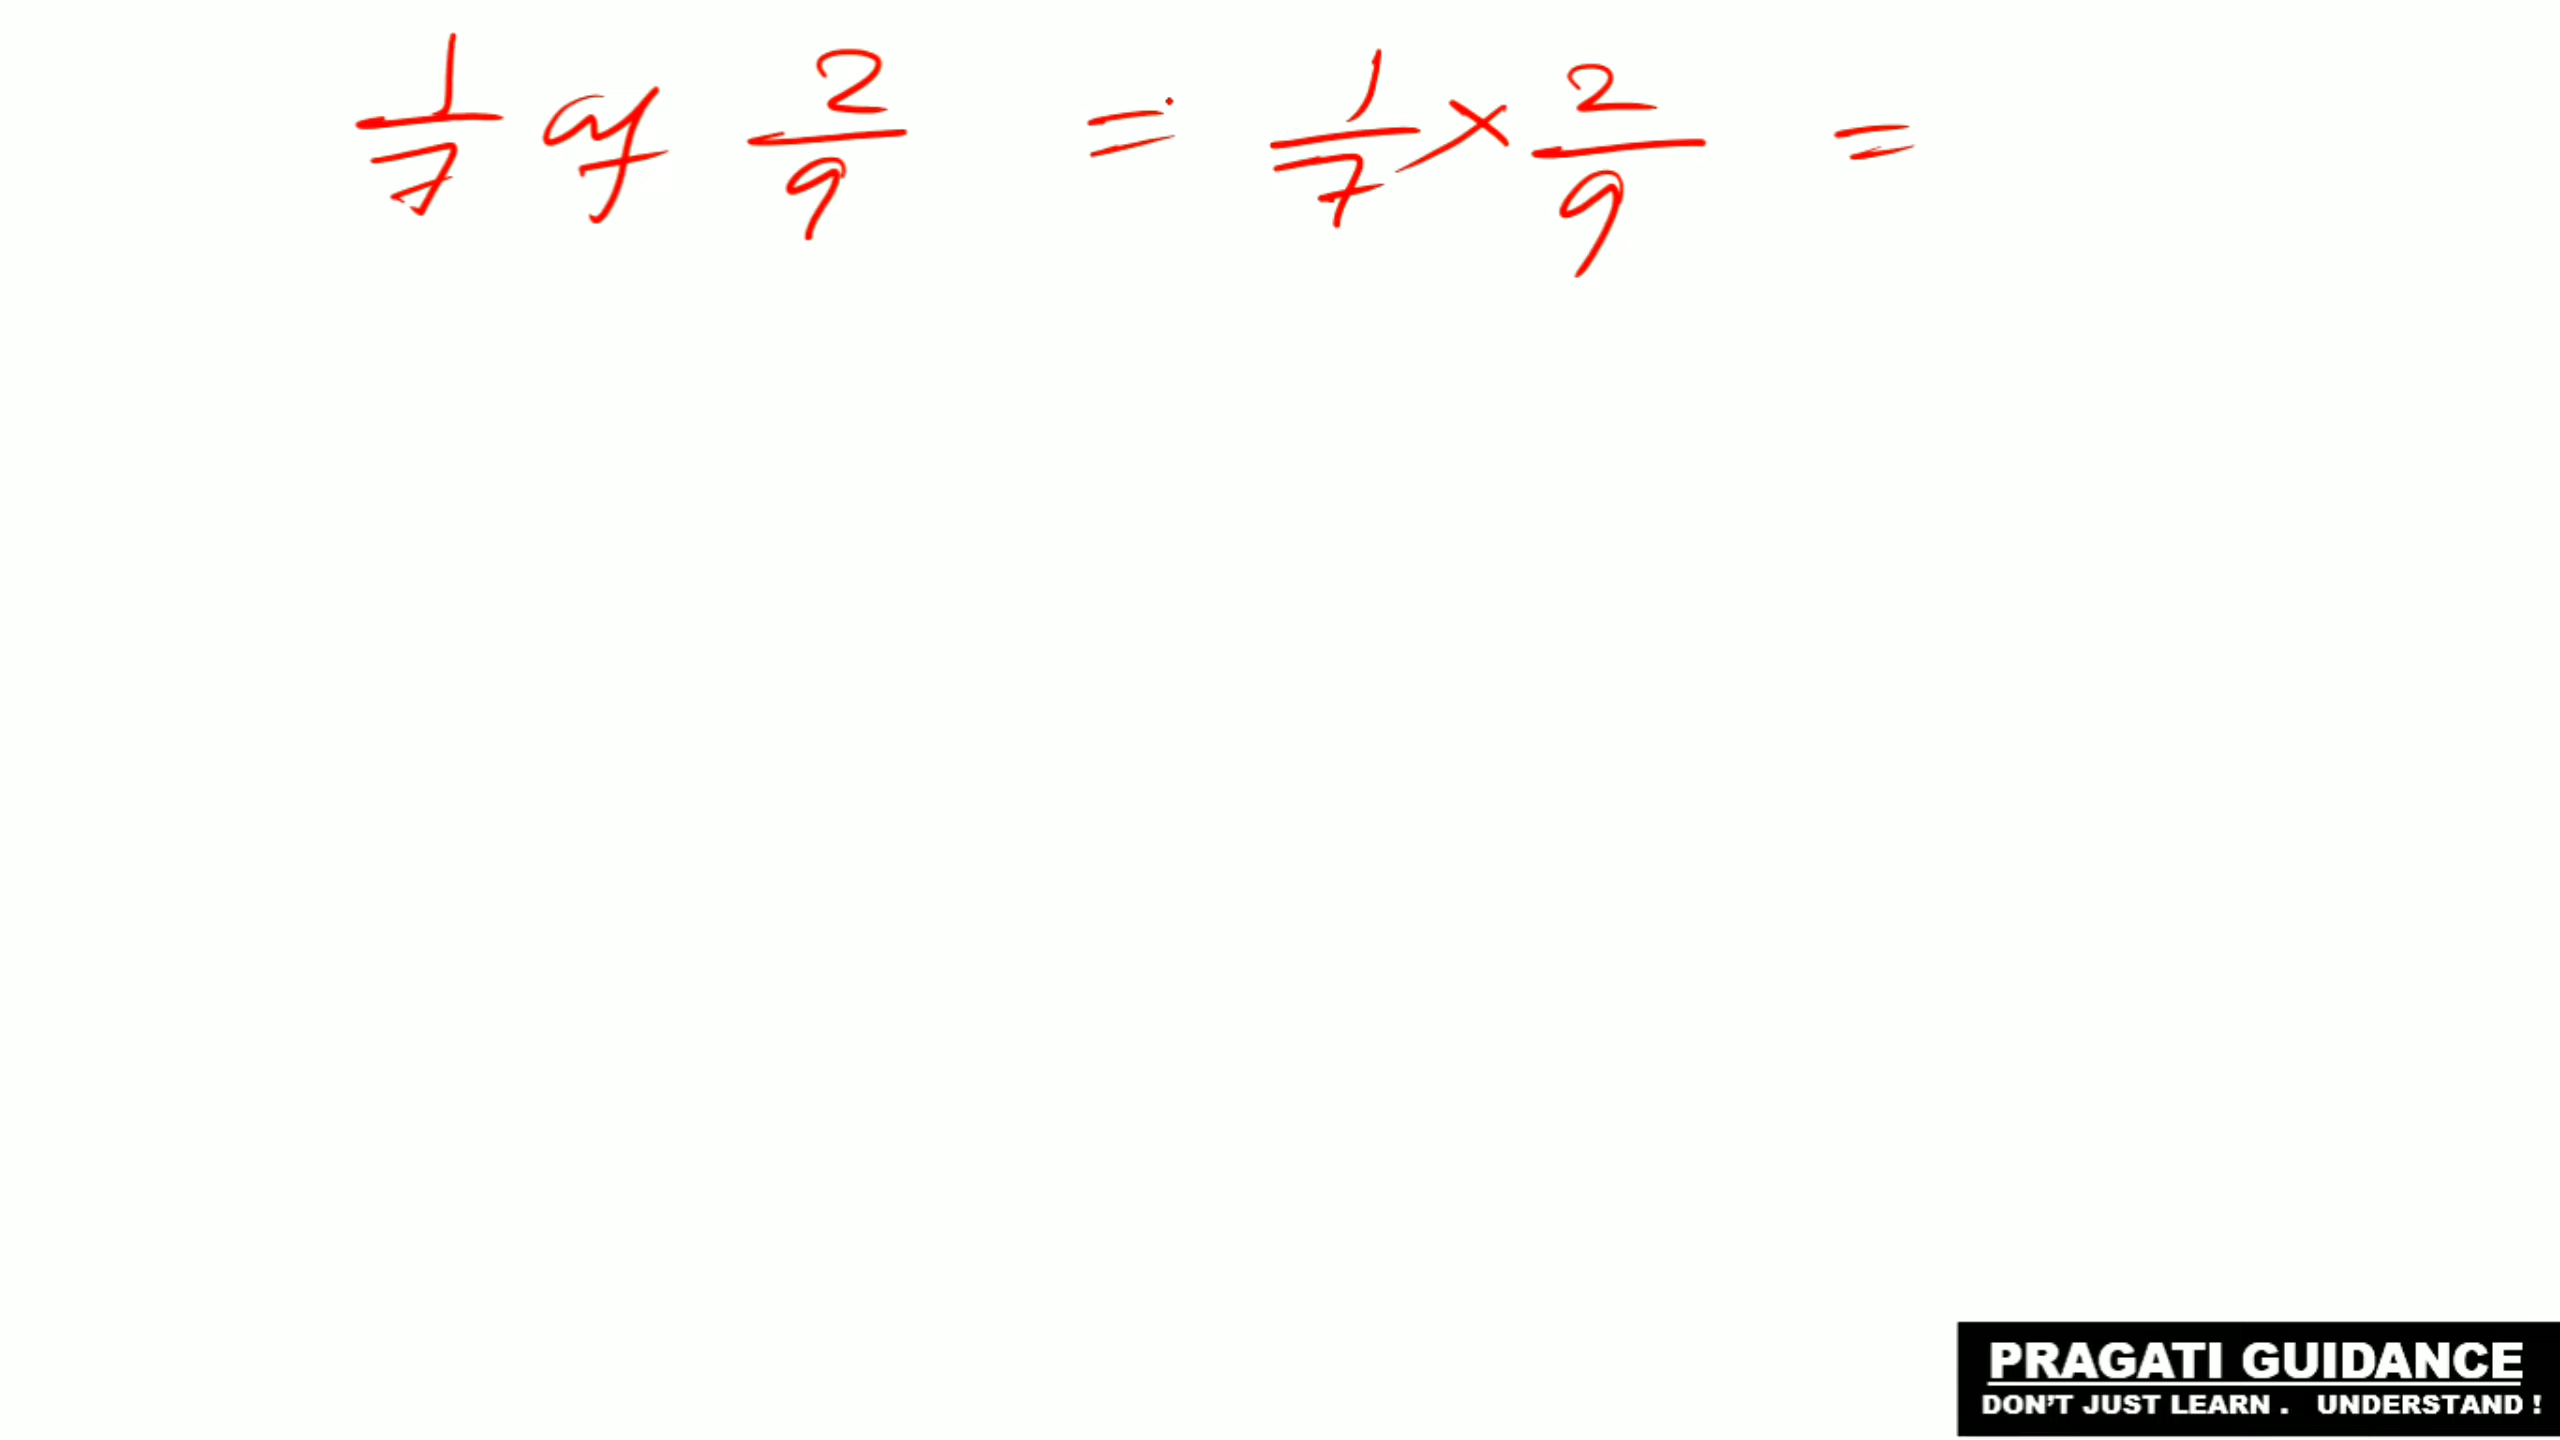 1/7 of 2/9 = 1/7 × 2/9 =
PRAGATI GUIDANCE
DON'T JUST LEARN . UNDERSTAND !